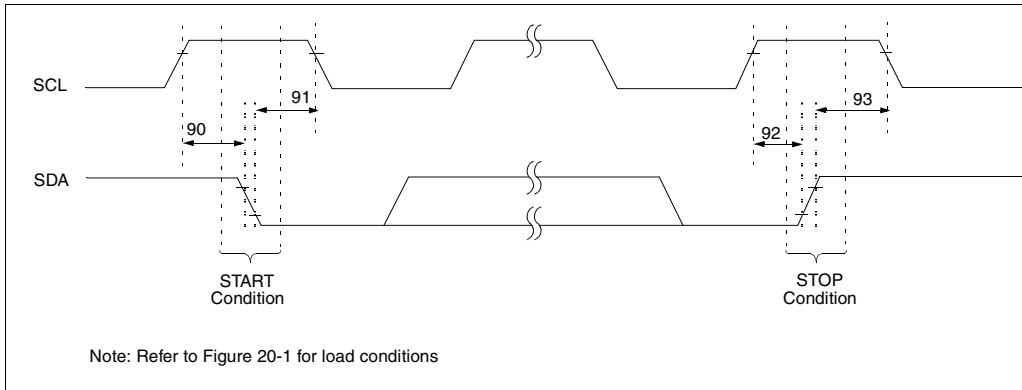 SCL
91
93
90
92
SDA
START
Condition
STOP
Condition
Note: Refer to Figure 20-1 for load conditions